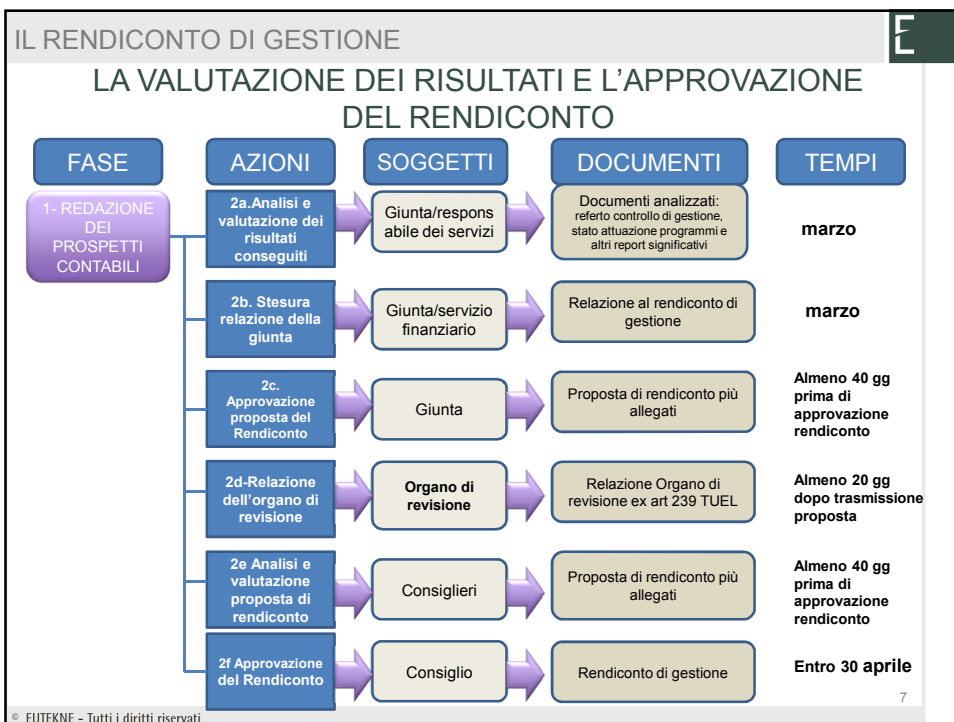 IL RENDICONTO DI GESTIONE
E
LA VALUTAZIONE DEI RISULTATI E L'APPROVAZIONE
DEL RENDICONTO
FASE
AZIONI
SOGGETTI
DOCUMENTI
TEMPI
1- REDAZIONE
DEI
PROSPETTI
CONTABILI
2a.Analisi e
valutazione dei
risultati
conseguiti
Giunta/respons
abile dei servizi
Documenti analizzati:
referto controllo di gestione,
stato attuazione programmi e
altri report significativi
marzo
2b. Stesura
relazione della
giunta
Giunta/servizio
finanziario
Relazione al rendiconto di
gestione
marzo
2c.
Approvazione
proposta del
Rendiconto
Giunta
Proposta di rendiconto più
allegati
Almeno 40 gg
prima di
approvazione
rendiconto
2d-Relazione
dell'organo di
revisione
Organo di
revisione
Relazione Organo di
revisione ex art 239 TUEL
Almeno 20 gg
dopo trasmissione
proposta
2e Analisi e
valutazione
proposta di
rendiconto
Consiglieri
Proposta di rendiconto più
allegati
Almeno 40 gg
prima di
approvazione
rendiconto
2f Approvazione
del Rendiconto
Consiglio
Rendiconto di gestione
Entro 30 aprile
7
© EUTEKNE – Tutti i diritti riservati